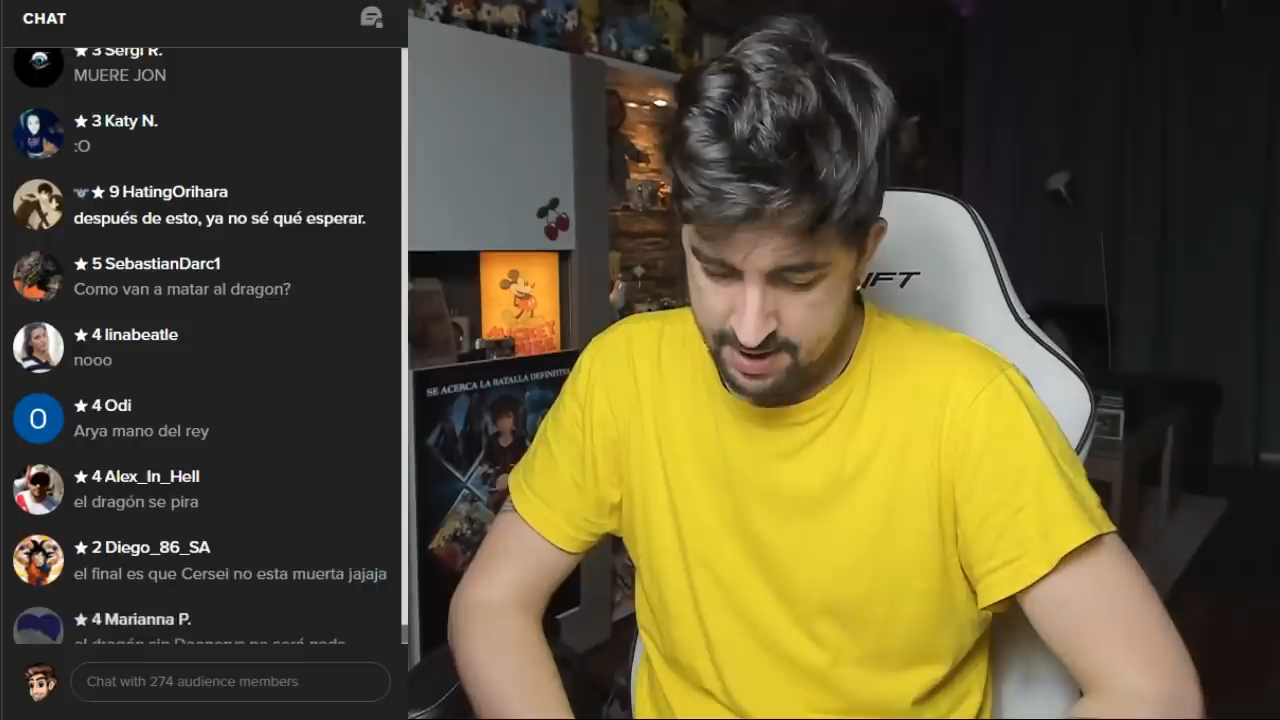 CHAT
★ 3 Sergi R.
MUERE JON
★ 3 Katy N.
:O
★ 9 HatingOrihara
después de esto, ya no sé qué esperar.
★ 5 SebastianDarc1
Como van a matar al dragon?
★ 4 linabeatle
nooo
★ 4 Odi
O
Arya mano del rey
★ 4 Alex_In_Hell
el dragón se pira
★ 2 Diego_86_SA
el final es que Cersei no esta muerta jajaja
★ 4 Marianna P.
Chat with 274 audience members
MICKEY
SE ACERCA LA BATALLA DEFINITIVA